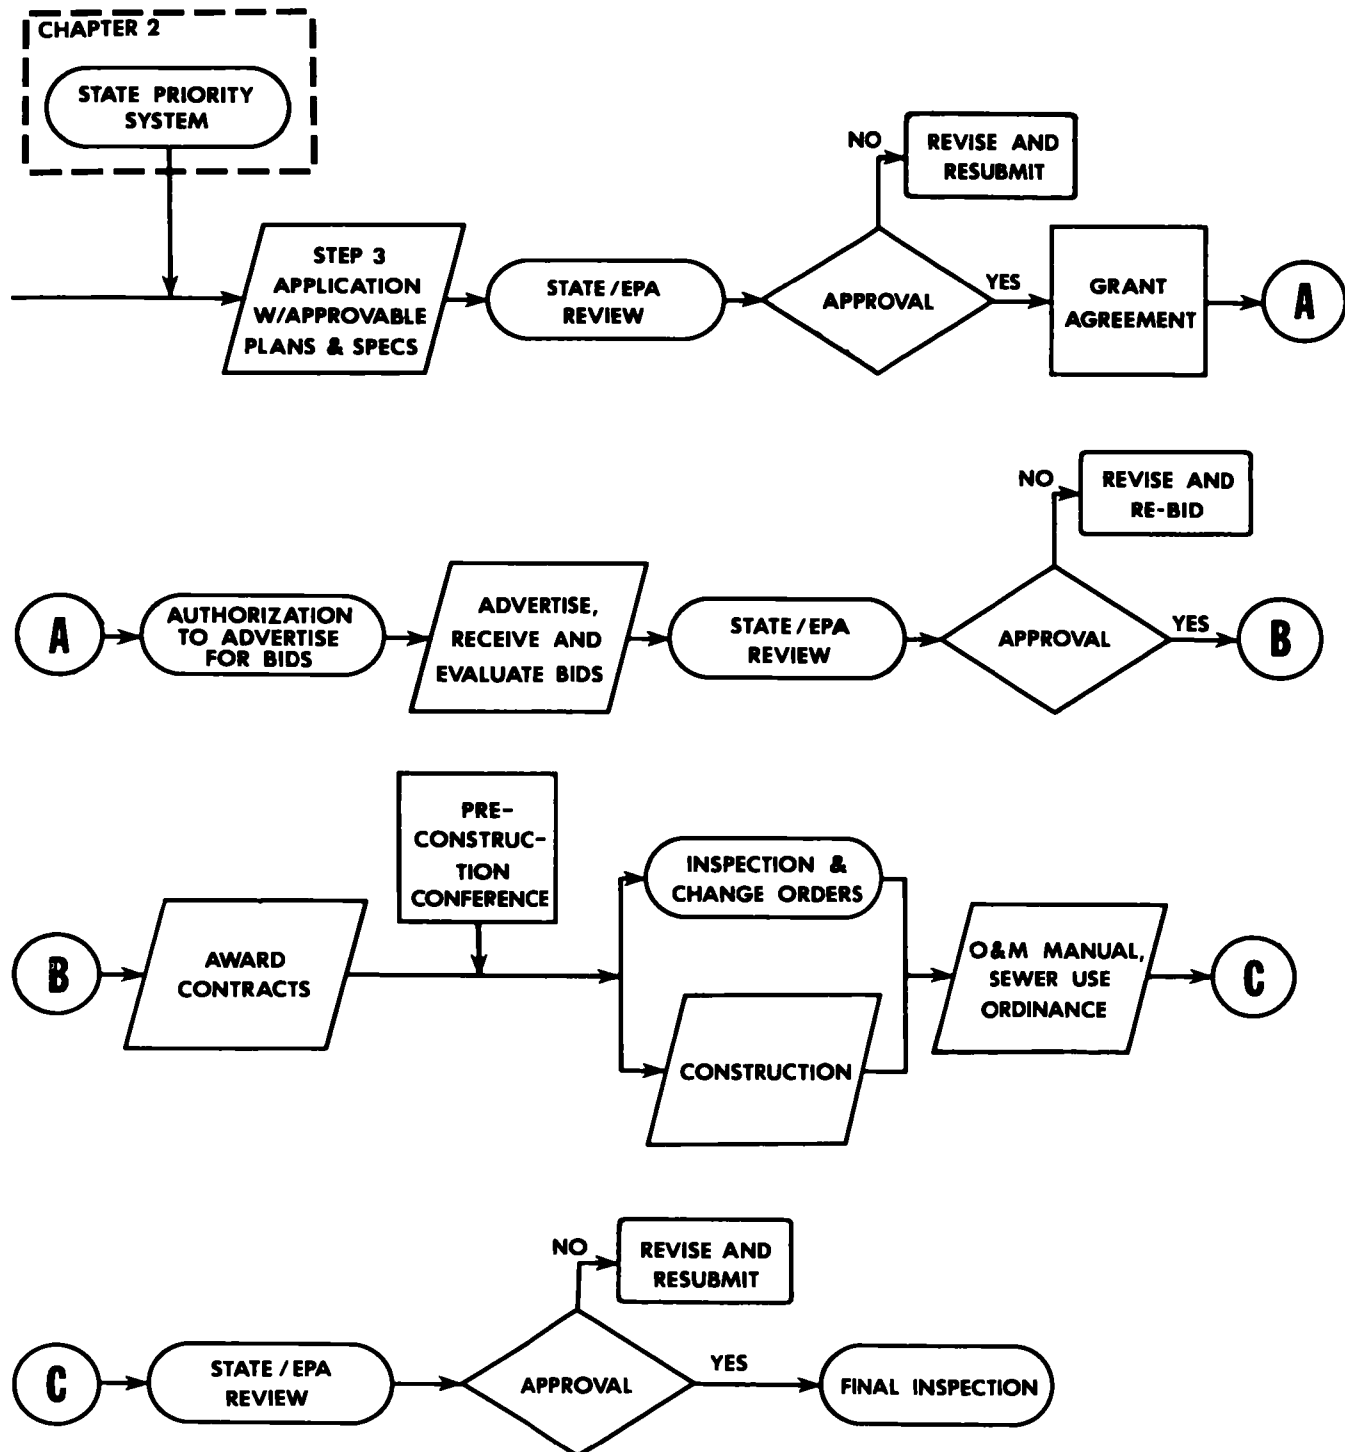 CHAPTER 2
STATE PRIORITY
SYSTEM
NO
REVISE AND
RESUBMIT
STEP 3
APPLICATION
W/APPROVABLE
PLANS & SPECS
STATE/EPA
REVIEW
APPROVAL
YES
GRANT
AGREEMENT
A
NO
REVISE AND
RE-BID
A
AUTHORIZATION
TO ADVERTISE
FOR BIDS
ADVERTISE,
RECEIVE AND
EVALUATE BIDS
STATE/EPA
REVIEW
APPROVAL
YES
B
PRE-
CONSTRUC-
TION
CONFERENCE
INSPECTION &
CHANGE ORDERS
B
AWARD
CONTRACTS
O&M MANUAL,
SEWER USE
ORDINANCE
C
CONSTRUCTION
NO
REVISE AND
RESUBMIT
C
STATE/EPA
REVIEW
APPROVAL
YES
FINAL INSPECTION